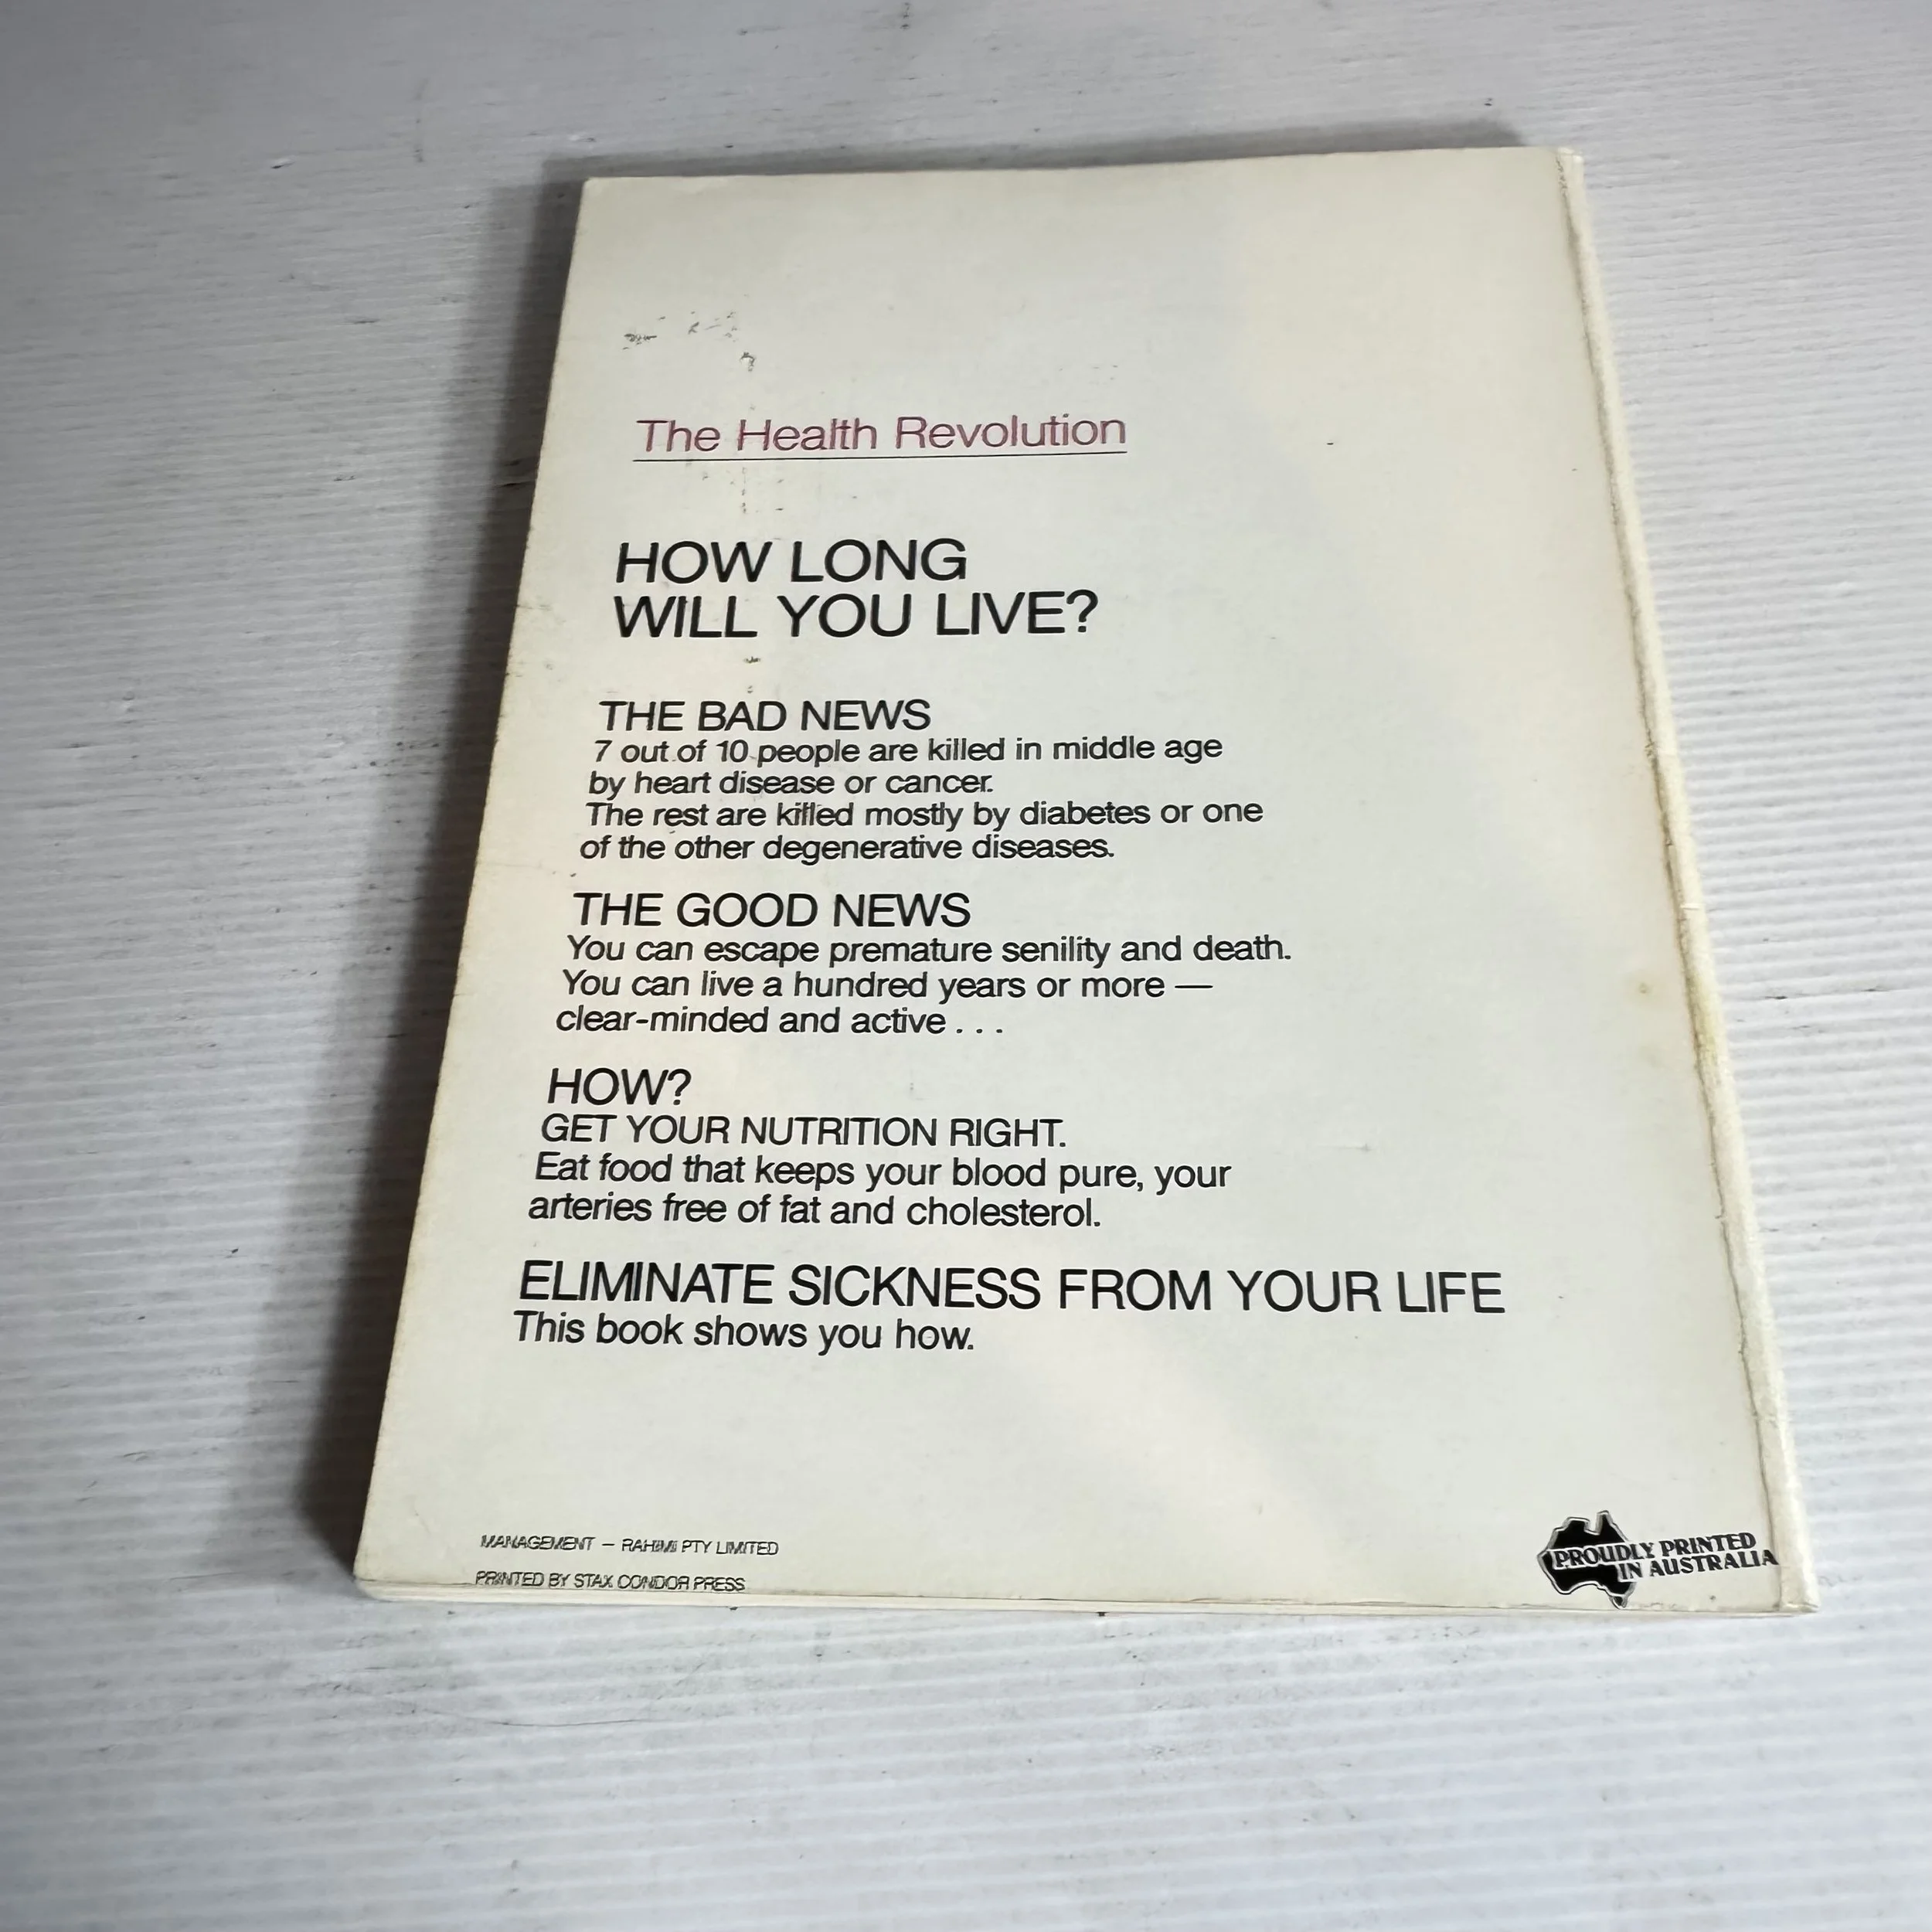 The Health Revolution
HOW LONG
WILL YOU LIVE?
THE BAD NEWS
7 out of 10 people are killed in middle age
by heart disease or cancer.
The rest are killed mostly by diabetes or one
of the other degenerative diseases.
THE GOOD NEWS
You can escape premature senility and death.
You can live a hundred years or more —
clear-minded and active . . .
HOW?
GET YOUR NUTRITION RIGHT.
Eat food that keeps your blood pure, your
arteries free of fat and cholesterol.
ELIMINATE SICKNESS FROM YOUR LIFE
This book shows you how.
MANAGEMENT — RAHIMI PTY LIMITED
PRINTED BY STAX CONDOR PRESS
PROUDLY PRINTED
IN AUSTRALIA